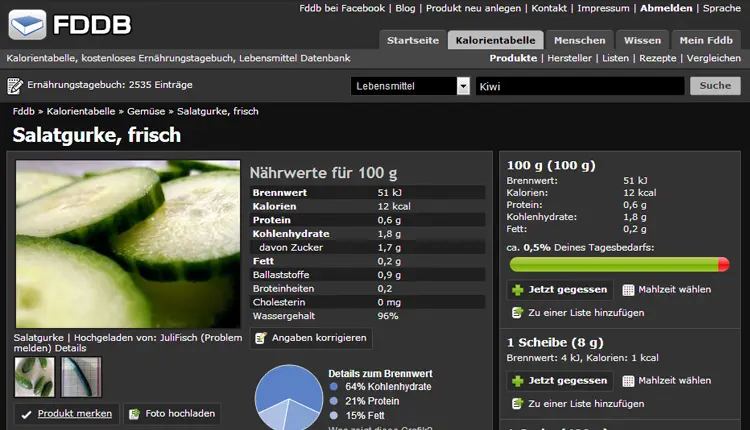 Fddb bei Facebook | Blog | Produkt neu anlegen | Kontakt | Impressum | Abmelden | Sprache
FDDB
Startseite Kalorientabelle Menschen Wissen Mein Fddb
Kalorientabelle, kostenloses Ernährungstagebuch, Lebensmittel Datenbank
Produkte | Hersteller | Listen | Rezepte | Vergleichen
Ernährungstagebuch: 2535 Einträge
Lebensmittel Kiwi Suche
Fddb » Kalorientabelle » Gemüse » Salatgurke, frisch
Salatgurke, frisch
Nährwerte für 100 g
Brennwert 51 kJ
Kalorien 12 kcal
Protein 0,6 g
Kohlenhydrate 1,8 g
davon Zucker 1,7 g
Fett 0,2 g
Ballaststoffe 0,9 g
Broteinheiten 0,2
Cholesterin 0 mg
Wassergehalt 96%
Angaben korrigieren
Salatgurke | Hochgeladen von: JuliFisch (Problem
melden) Details
Produkt merken Foto hochladen
Details zum Brennwert
64% Kohlenhydrate
21% Protein
15% Fett
Was zeigt diese Grafik?
100 g (100 g)
Brennwert: 51 kJ
Kalorien: 12 kcal
Protein: 0,6 g
Kohlenhydrate: 1,8 g
Fett: 0,2 g
ca. 0,5% Deines Tagesbedarfs:
Jetzt gegessen Mahlzeit wählen
Zu einer Liste hinzufügen
1 Scheibe (8 g)
Brennwert: 4 kJ, Kalorien: 1 kcal
Jetzt gegessen Mahlzeit wählen
Zu einer Liste hinzufügen